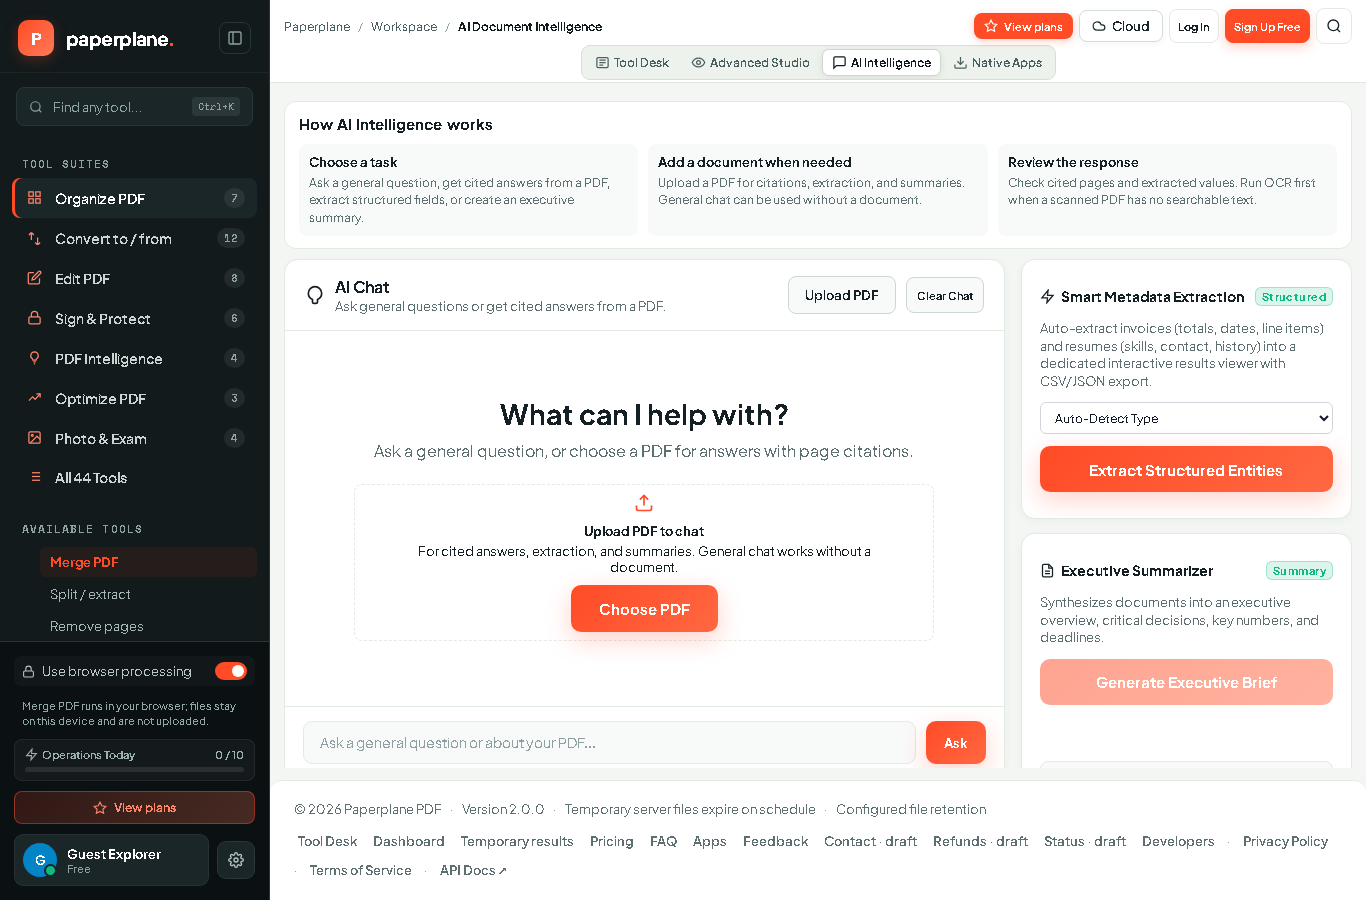 P
paperplane.
Find any tool...
Ctrl+K
TOOL SUITES
Organize PDF
7
Convert to / from
12
Edit PDF
8
Sign & Protect
6
PDF Intelligence
4
Optimize PDF
3
Photo & Exam
4
All 44 Tools
AVAILABLE TOOLS
Merge PDF
Split / extract
Remove pages
Use browser processing
Merge PDF runs in your browser; files stay
on this device and are not uploaded.
Operations Today
0 / 10
View plans
G
Guest Explorer
Free
Paperplane / Workspace / AI Document Intelligence
View plans
Cloud
Log In
Sign Up Free
Tool Desk
Advanced Studio
AI Intelligence
Native Apps
How AI Intelligence works
Choose a task
Ask a general question, get cited answers from a PDF,
extract structured fields, or create an executive
summary.
Add a document when needed
Upload a PDF for citations, extraction, and summaries.
General chat can be used without a document.
Review the response
Check cited pages and extracted values. Run OCR first
when a scanned PDF has no searchable text.
AI Chat
Ask general questions or get cited answers from a PDF.
Upload PDF
Clear Chat
What can I help with?
Ask a general question, or choose a PDF for answers with page citations.
Upload PDF to chat
For cited answers, extraction, and summaries. General chat works without a
document.
Choose PDF
Ask a general question or about your PDF...
Ask
Smart Metadata Extraction
Structured
Auto-extract invoices (totals, dates, line items)
and resumes (skills, contact, history) into a
dedicated interactive results viewer with
CSV/JSON export.
Auto-Detect Type
Extract Structured Entities
Executive Summarizer
Summary
Synthesizes documents into an executive
overview, critical decisions, key numbers, and
deadlines.
Generate Executive Brief
© 2026 Paperplane PDF · Version 2.0.0 · Temporary server files expire on schedule · Configured file retention
Tool Desk Dashboard Temporary results Pricing FAQ Apps Feedback Contact · draft Refunds · draft Status · draft Developers · Privacy Policy
· Terms of Service · API Docs ↗